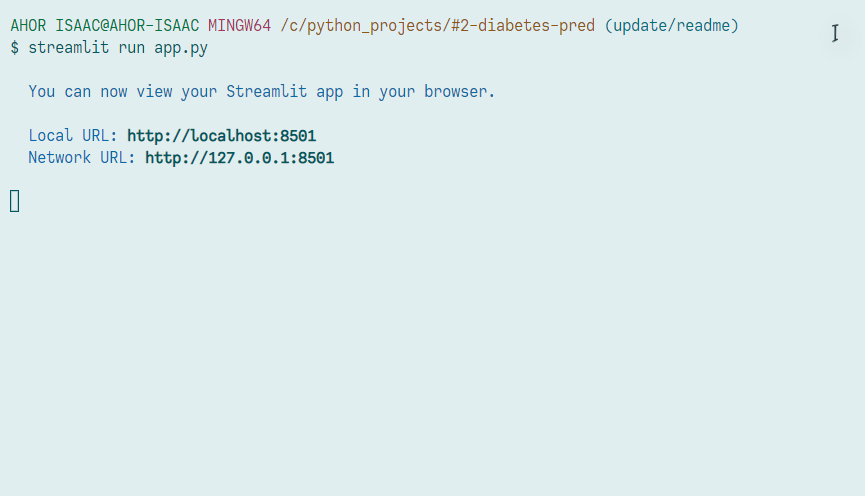 AHOR ISAAC@AHOR-ISAAC MINGW64 /c/python_projects/#2-diabetes-pred (update/readme)
$ streamlit run app.py
You can now view your Streamlit app in your browser.
Local URL: http://localhost:8501
Network URL: http://127.0.0.1:8501